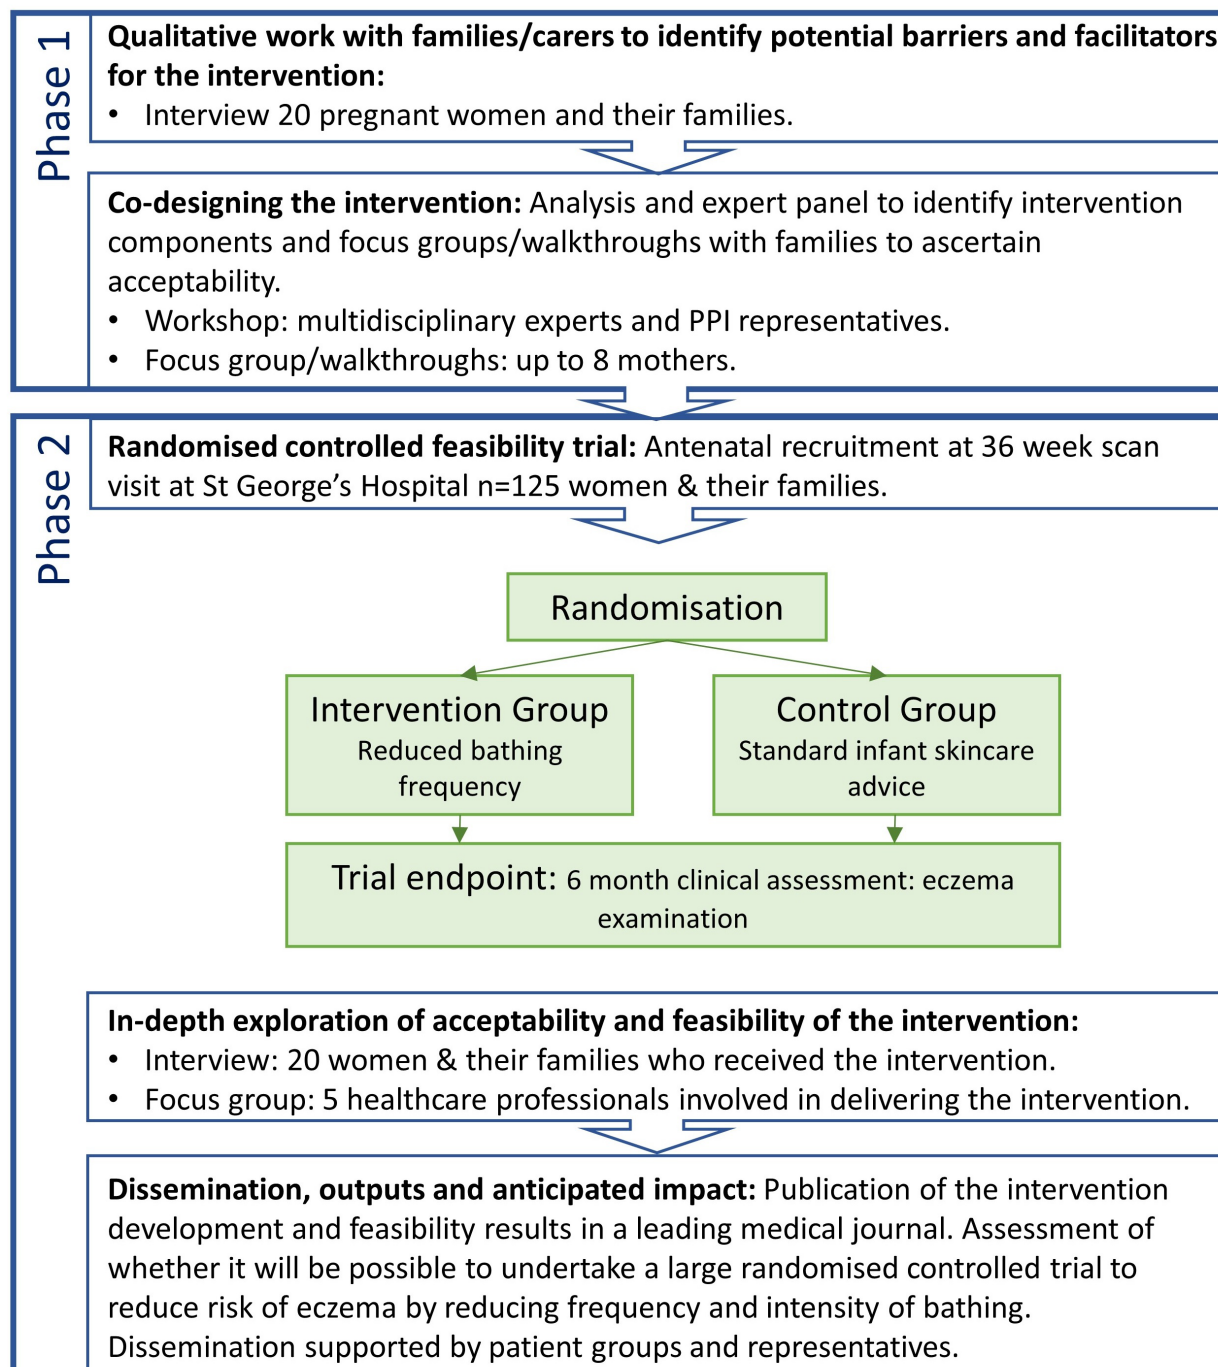 Phase 1
Qualitative work with families/carers to identify potential barriers and facilitators
for the intervention:
• Interview 20 pregnant women and their families.
Co-designing the intervention: Analysis and expert panel to identify intervention
components and focus groups/walkthroughs with families to ascertain
acceptability.
• Workshop: multidisciplinary experts and PPI representatives.
• Focus group/walkthroughs: up to 8 mothers.
Phase 2
Randomised controlled feasibility trial: Antenatal recruitment at 36 week scan
visit at St George’s Hospital n=125 women & their families.
Randomisation
Intervention Group
Reduced bathing
frequency
Control Group
Standard infant skincare
advice
Trial endpoint: 6 month clinical assessment: eczema
examination
In-depth exploration of acceptability and feasibility of the intervention:
• Interview: 20 women & their families who received the intervention.
• Focus group: 5 healthcare professionals involved in delivering the intervention.
Dissemination, outputs and anticipated impact: Publication of the intervention
development and feasibility results in a leading medical journal. Assessment of
whether it will be possible to undertake a large randomised controlled trial to
reduce risk of eczema by reducing frequency and intensity of bathing.
Dissemination supported by patient groups and representatives.